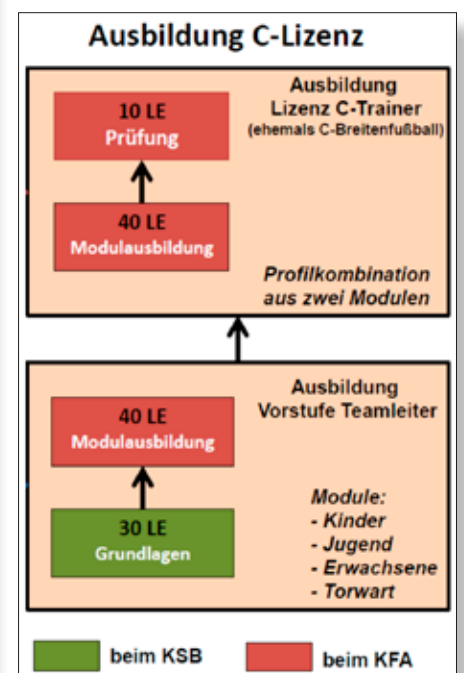 Ausbildung C-Lizenz
Ausbildung
Lizenz C-Trainer
(ehemals C-Breitenfußball)
10 LE
Prüfung
40 LE
Modulausbildung
Profilkombination
aus zwei Modulen
Ausbildung
Vorstufe Teamleiter
40 LE
Modulausbildung
30 LE
Grundlagen
Module:
- Kinder
- Jugend
- Erwachsene
- Torwart
beim KSB
beim KFA